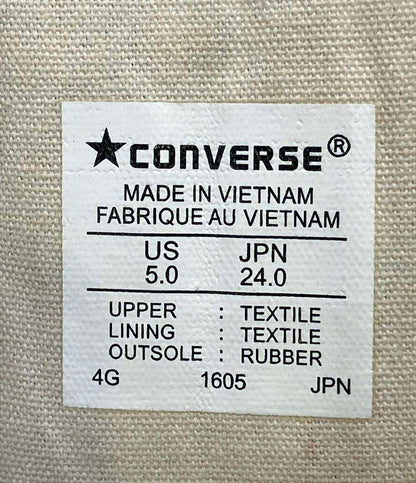 ★CONVERSE®
MADE IN VIETNAM
FABRIQUE AU VIETNAM
US JPN
5.0 24.0
UPPER : TEXTILE
LINING : TEXTILE
OUTSOLE : RUBBER
4G 1605 JPN